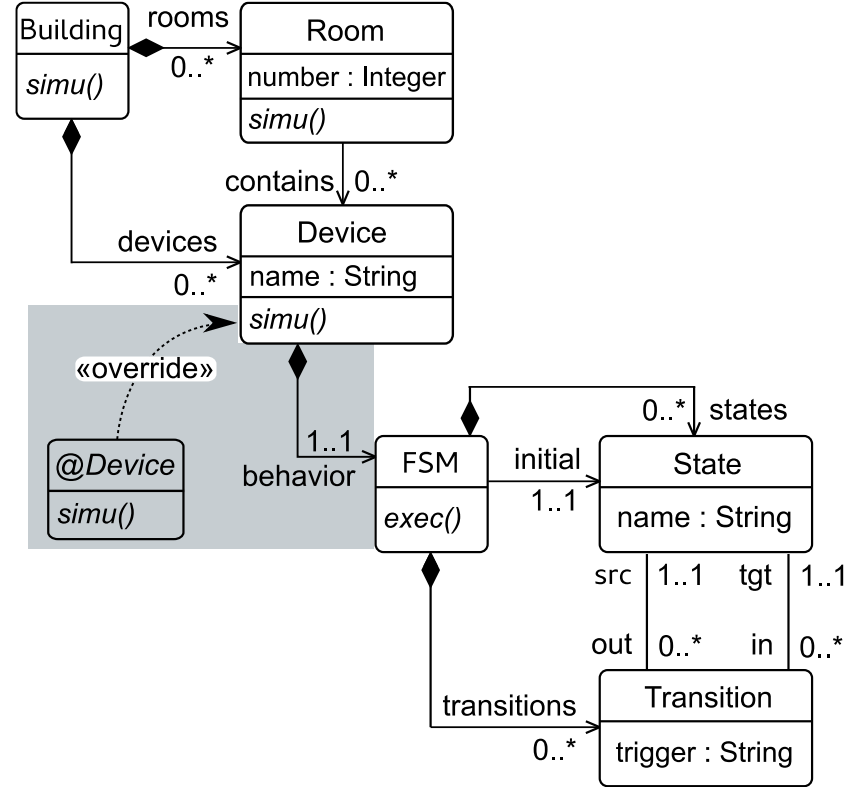 Building
simu()
rooms
0..*
Room
number : Integer
simu()
contains
0..*
devices
0..*
Device
name : String
simu()
«override»
@Device
simu()
1..1
behavior
FSM
exec()
0..*
states
initial
1..1
State
name : String
src
1..1
tgt
1..1
out
0..*
in
0..*
transitions
0..*
Transition
trigger : String